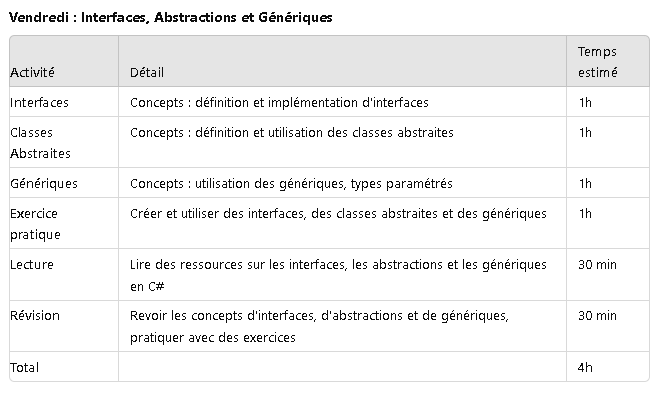 Vendredi : Interfaces, Abstractions et Génériques
Activité Détail Temps estimé
Interfaces Concepts : définition et implémentation d'interfaces 1h
Classes Abstraites Concepts : définition et utilisation des classes abstraites 1h
Génériques Concepts : utilisation des génériques, types paramétrés 1h
Exercice pratique Créer et utiliser des interfaces, des classes abstraites et des génériques 1h
Lecture Lire des ressources sur les interfaces, les abstractions et les génériques en C# 30 min
Révision Revoir les concepts d'interfaces, d'abstractions et de génériques, pratiquer avec des exercices 30 min
Total 4h